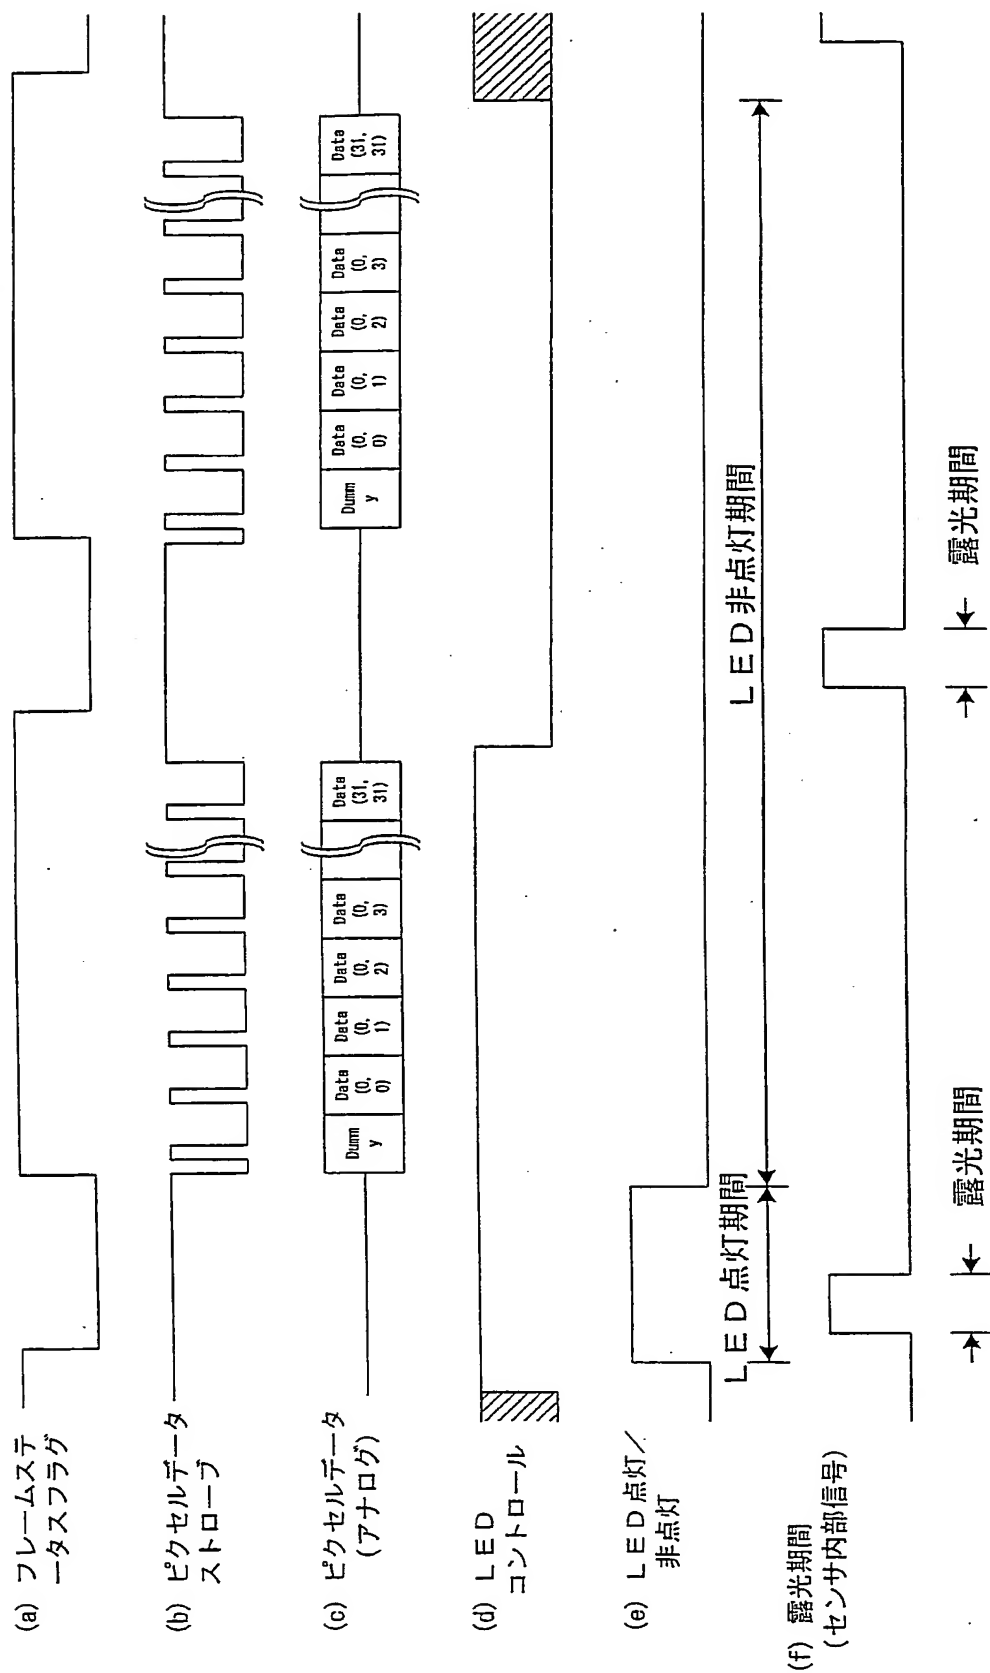 (a) フレームステ
ータスフラグ
(b) ピクセルデータ
ストローブ
Data
(31,
31)
Data
(0,
3)
Data
(0,
2)
Data
(0,
1)
Data
(0,
0)
Dumm
y
Data
(31,
31)
Data
(0,
3)
Data
(0,
2)
Data
(0,
1)
Data
(0,
0)
Dumm
y
(c) ピクセルデータ
(アナログ)
(d) LED
コントロール
(e) LED点灯/
非点灯
LED点灯期間
LED非点灯期間
(f) 露光期間
(センサ内部信号)
露光期間
露光期間